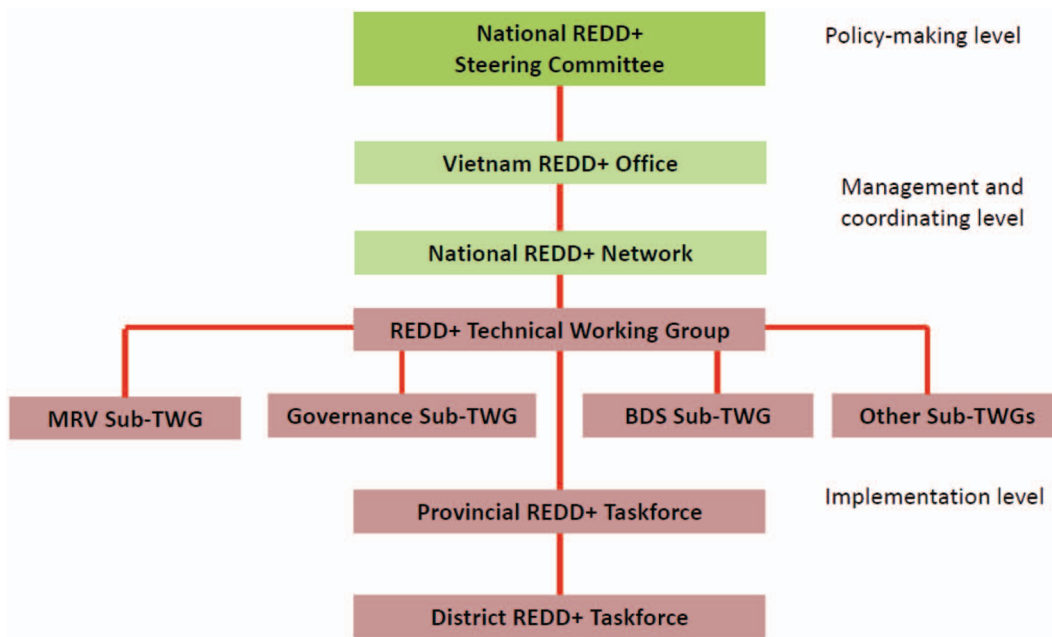 National REDD+
Steering Committee
Policy-making level
Vietnam REDD+ Office
Management and
coordinating level
National REDD+ Network
REDD+ Technical Working Group
MRV Sub-TWG
Governance Sub-TWG
BDS Sub-TWG
Other Sub-TWGs
Implementation level
Provincial REDD+ Taskforce
District REDD+ Taskforce